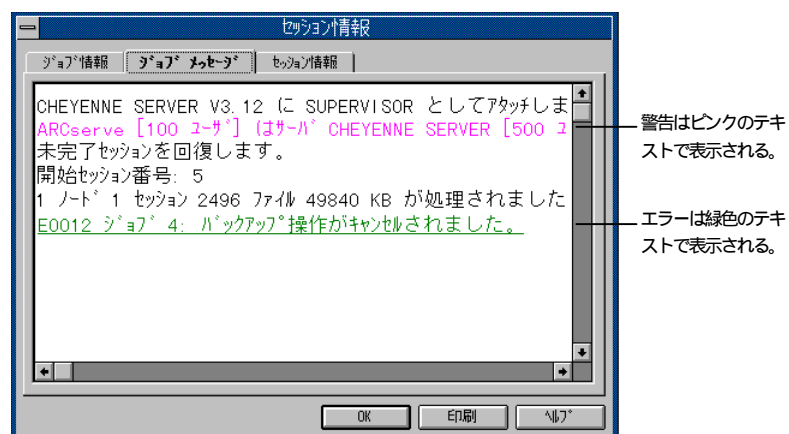 セッション情報
ｼﾞｮﾌﾞ情報 ｼﾞｮﾌﾞ ﾒｯｾｰｼﾞ ｾｯｼｮﾝ情報
CHEYENNE SERVER V3.12 に SUPERVISOR としてｱﾀｯﾁしま
ARCserve [100 ﾕｰｻﾞ] はｻｰﾊﾞ CHEYENNE SERVER [500 ﾕ
未完了ｾｯｼｮﾝを回復します。
開始ｾｯｼｮﾝ番号: 5
1 ﾉｰﾄﾞ 1 ｾｯｼｮﾝ 2496 ﾌｧｲﾙ 49840 KB が処理されました
E0012 ｼﾞｮﾌﾞ 4: ﾊﾞｯｸｱｯﾌﾟ操作がｷｬﾝｾﾙされました。
警告はピンクのテキ
ストで表示される。
エラーは緑色のテキ
ストで表示される。
OK 印刷 ﾍﾙﾌﾟ